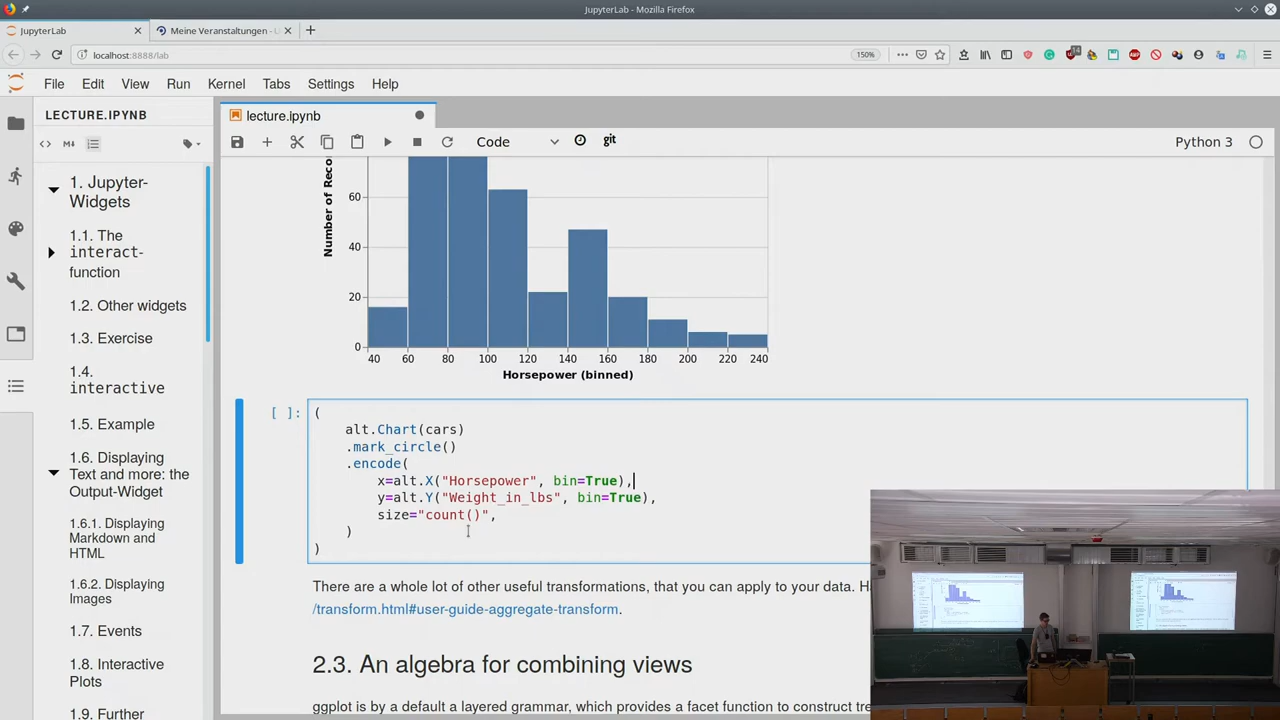 JupyterLab - Mozilla Firefox
JupyterLab
Meine Veranstaltungen -
localhost:8888/lab
150%
14
ABP
File Edit View Run Kernel Tabs Settings Help
LECTURE.IPYNB
lecture.ipynb
Code
git
Python 3
1. Jupyter-
Widgets
1.1. The
interact-
function
1.2. Other widgets
1.3. Exercise
1.4.
interactive
1.5. Example
1.6. Displaying
Text and more: the
Output-Widget
1.6.1. Displaying
Markdown and
HTML
1.6.2. Displaying
Images
1.7. Events
1.8. Interactive
Plots
1.9. Further
Number of Reco
60
40
20
0
40 60 80 100 120 140 160 180 200 220 240
Horsepower (binned)
[ ]:
(
alt.Chart(cars)
.mark_circle()
.encode(
x=alt.X("Horsepower", bin=True),
y=alt.Y("Weight_in_lbs", bin=True),
size="count()",
)
)
There are a whole lot of other useful transformations, that you can apply to your data. Ha
/transform.html#user-guide-aggregate-transform.
2.3. An algebra for combining views
ggplot is by a default a layered grammar, which provides a facet function to construct tre